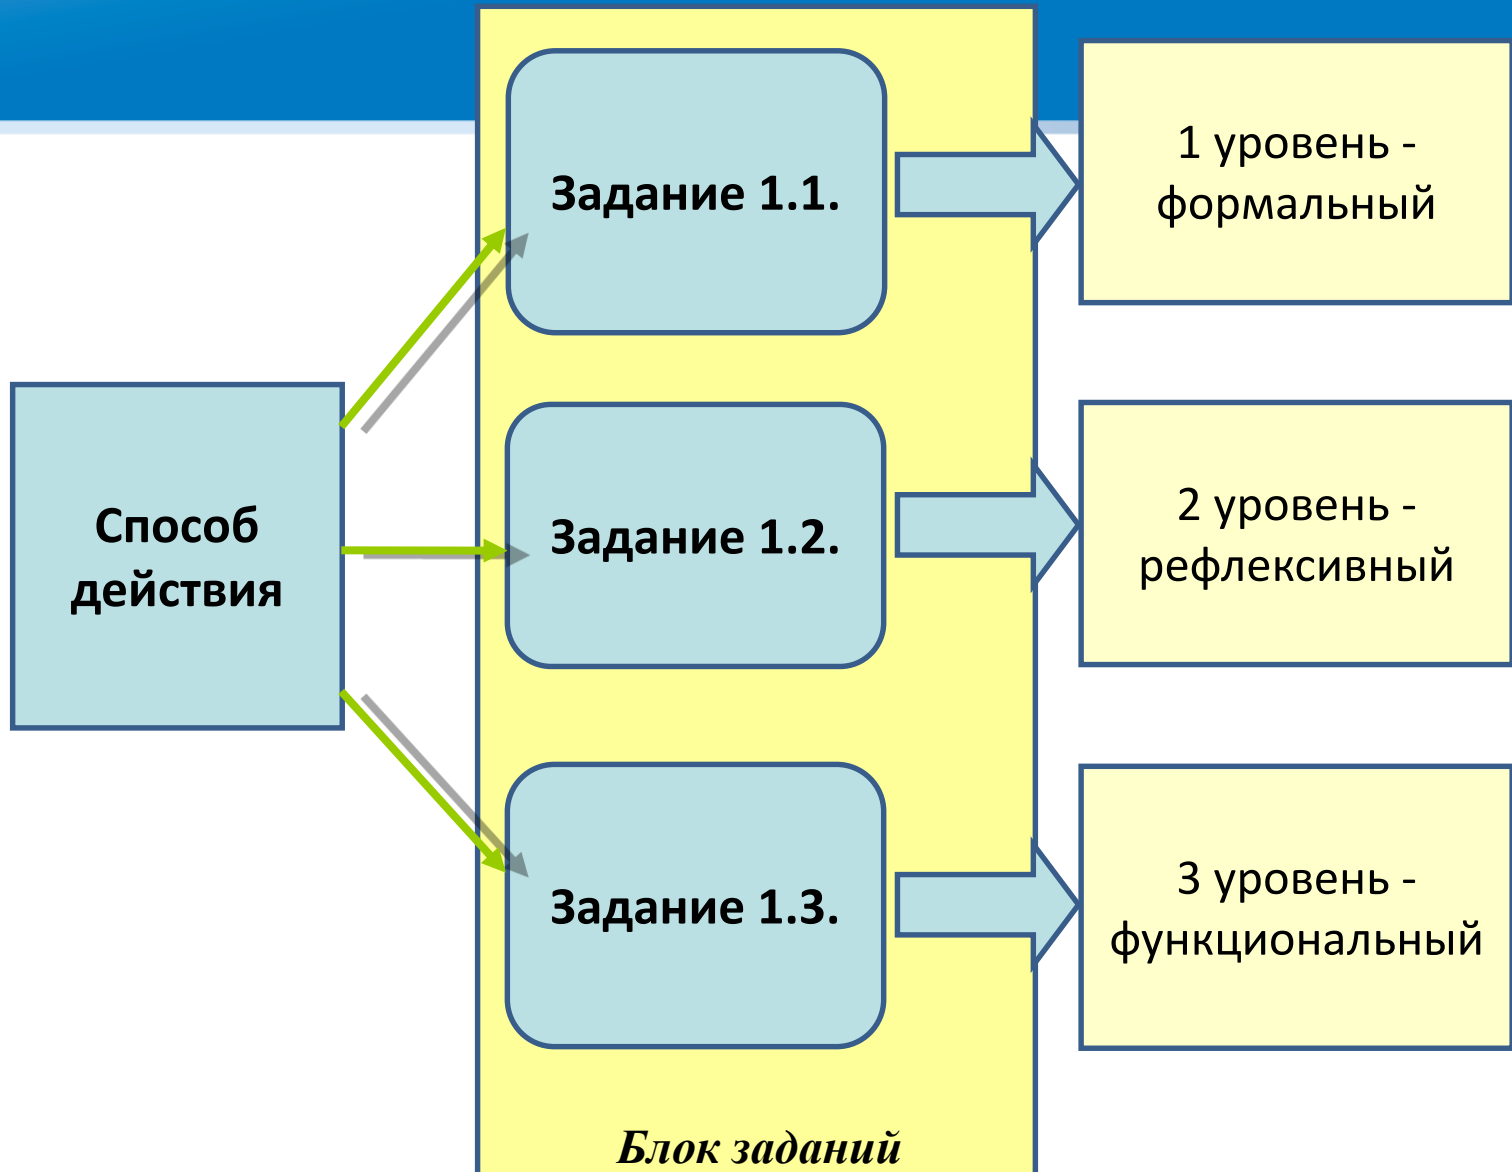 Задание 1.1.
1 уровень -
формальный
Способ
действия
Задание 1.2.
2 уровень -
рефлексивный
Задание 1.3.
3 уровень -
функциональный
Блок заданий